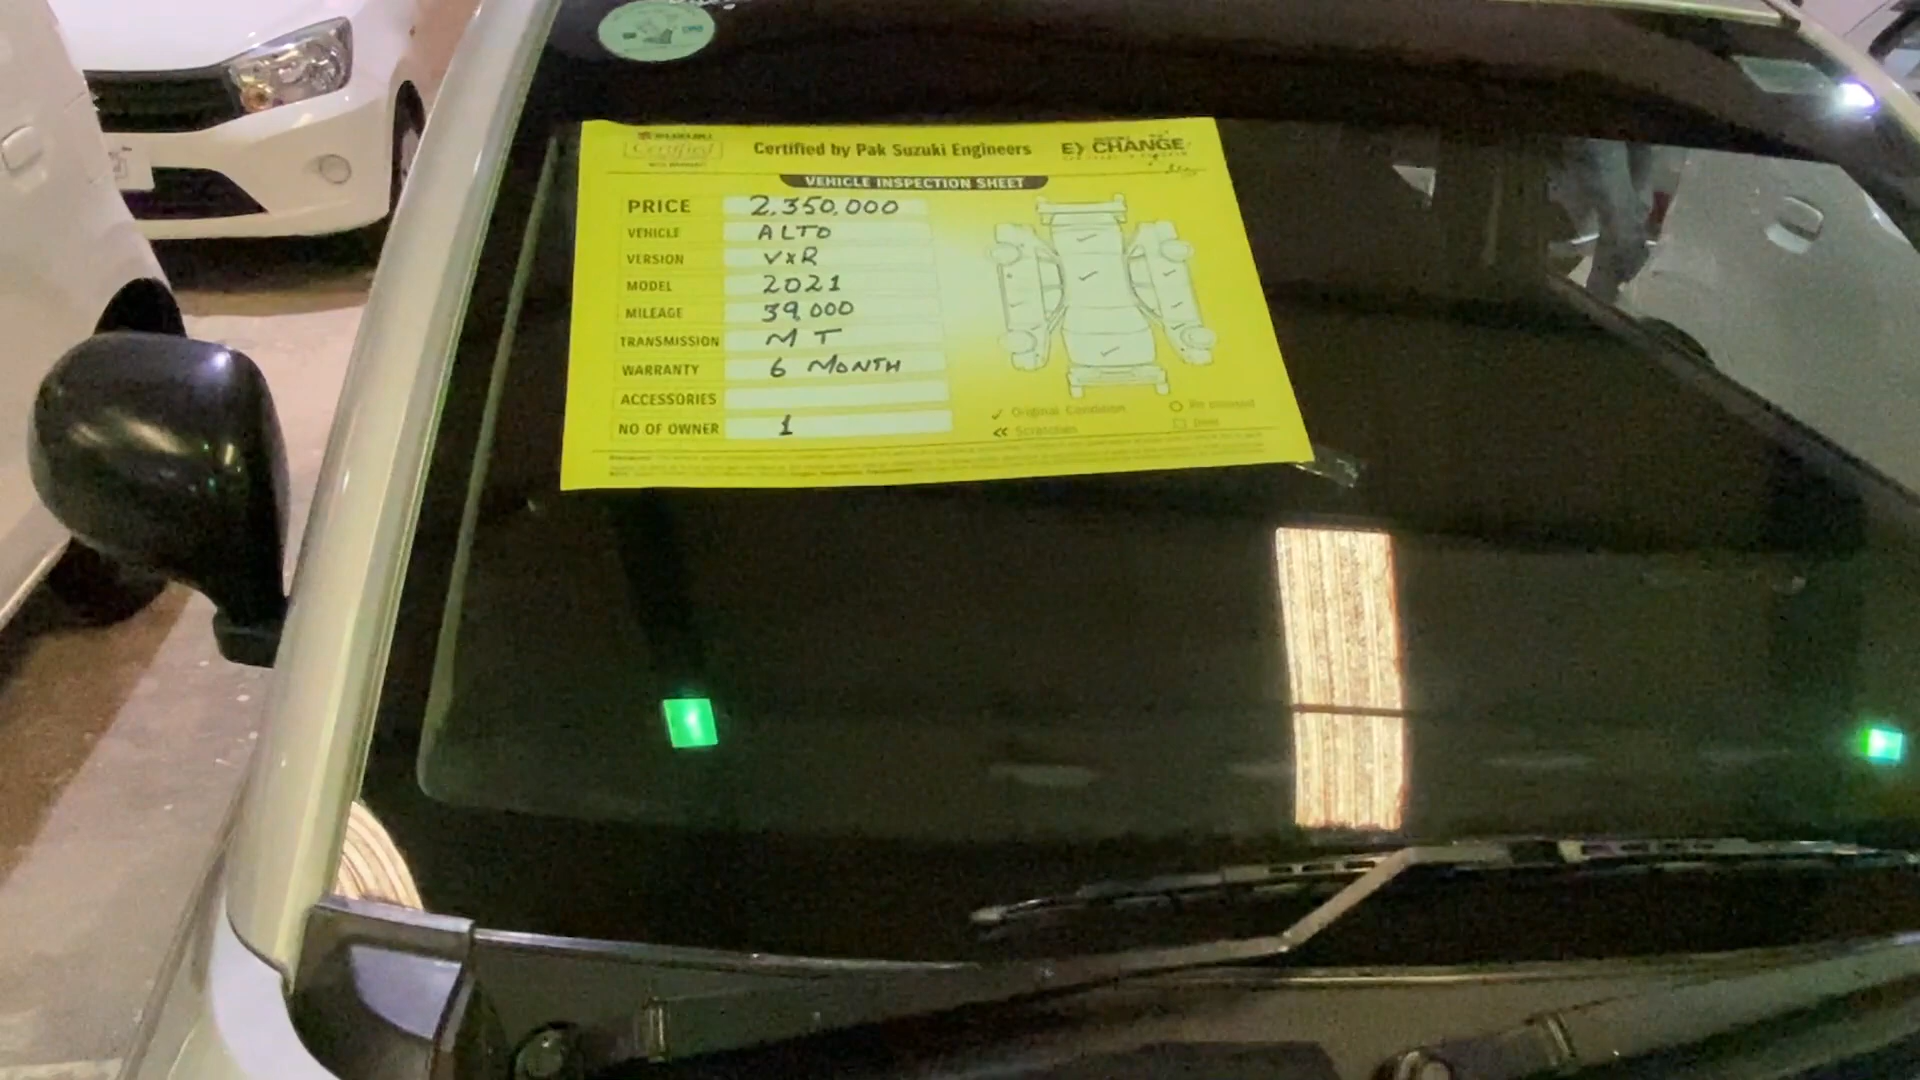 SUZUKI
Certified
Certified by Pak Suzuki Engineers
EXCHANGE
VEHICLE INSPECTION SHEET
PRICE 2,350,000
VEHICLE ALTO
VERSION VXR
MODEL 2021
MILEAGE 39,000
TRANSMISSION MT
WARRANTY 6 MONTH
ACCESSORIES
NO OF OWNER 1
✓ Original Condition
« Scratches